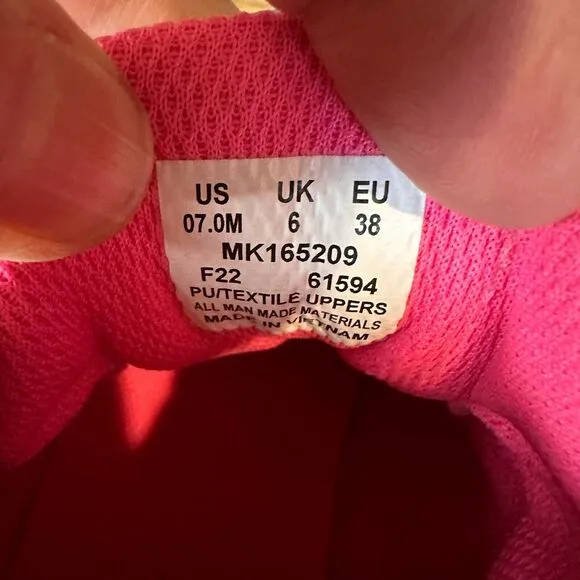 US UK EU
07.0M 6 38
MK165209
F22 61594
PU/TEXTILE UPPERS
ALL MAN MADE MATERIALS
MADE IN VIETNAM